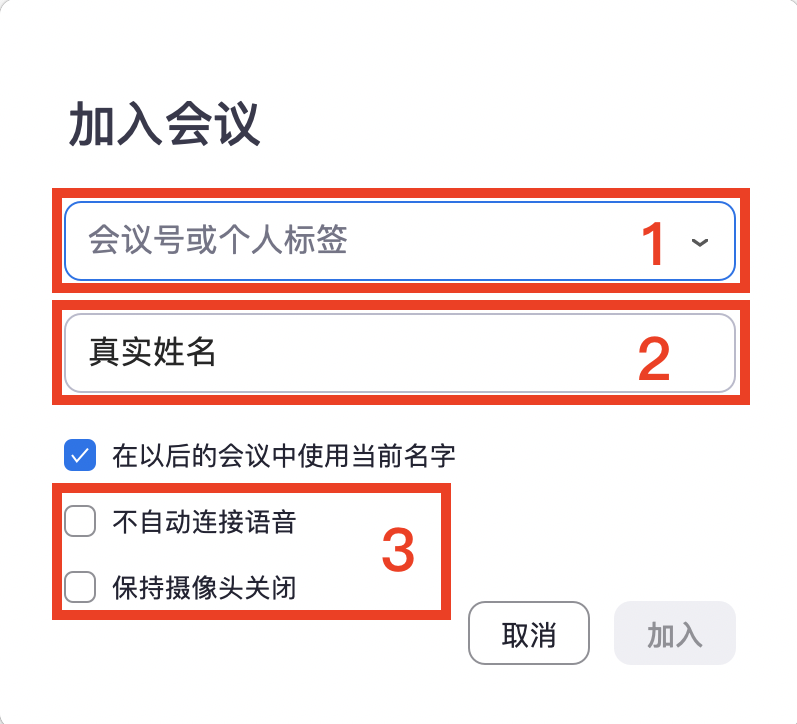 加入会议
会议号或个人标签 1
真实姓名 2
在以后的会议中使用当前名字
不自动连接语音
3
保持摄像头关闭
取消 加入